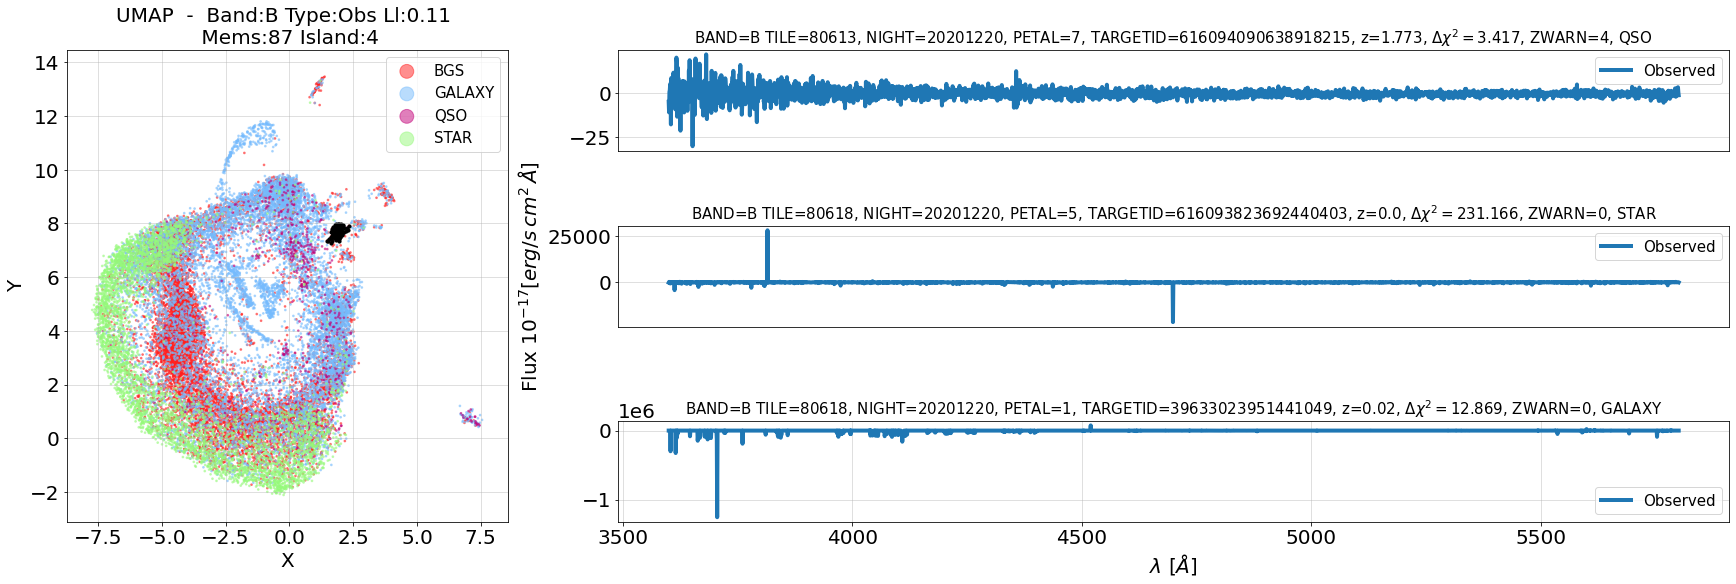 UMAP - Band:B Type:Obs Ll:0.11
Mems:87 Island:4
14
12
10
8
6
4
2
0
−2
Y
−7.5 −5.0 −2.5 0.0 2.5 5.0 7.5
X
BGS
GALAXY
QSO
STAR
Flux 10⁻¹⁷[erg/s cm² Å]
BAND=B TILE=80613, NIGHT=20201220, PETAL=7, TARGETID=616094090638918215, z=1.773, Δχ² = 3.417, ZWARN=4, QSO
0
−25
Observed
BAND=B TILE=80618, NIGHT=20201220, PETAL=5, TARGETID=616093823692440403, z=0.0, Δχ² = 231.166, ZWARN=0, STAR
25000
0
Observed
BAND=B TILE=80618, NIGHT=20201220, PETAL=1, TARGETID=39633023951441049, z=0.02, Δχ² = 12.869, ZWARN=0, GALAXY
1e6
0
−1
Observed
3500 4000 4500 5000 5500
λ [Å]